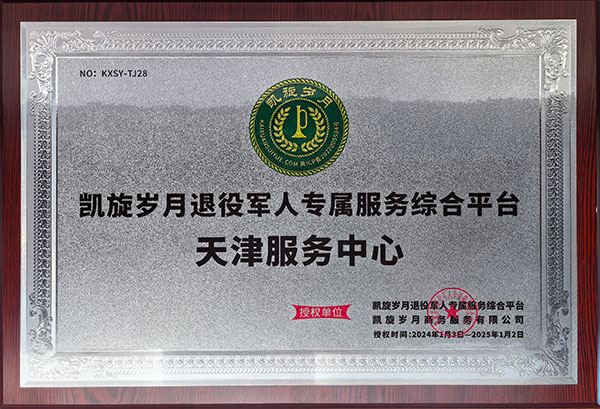 NO：KXSY-TJ28
凯旋岁月
KAIXUANSUIYUE.COM
凯旋岁月退役军人专属服务综合平台
天津服务中心
授权单位
凯旋岁月退役军人专属服务综合平台
凯旋岁月商务服务有限公司
授权时间：2024年1月3日—2025年1月2日